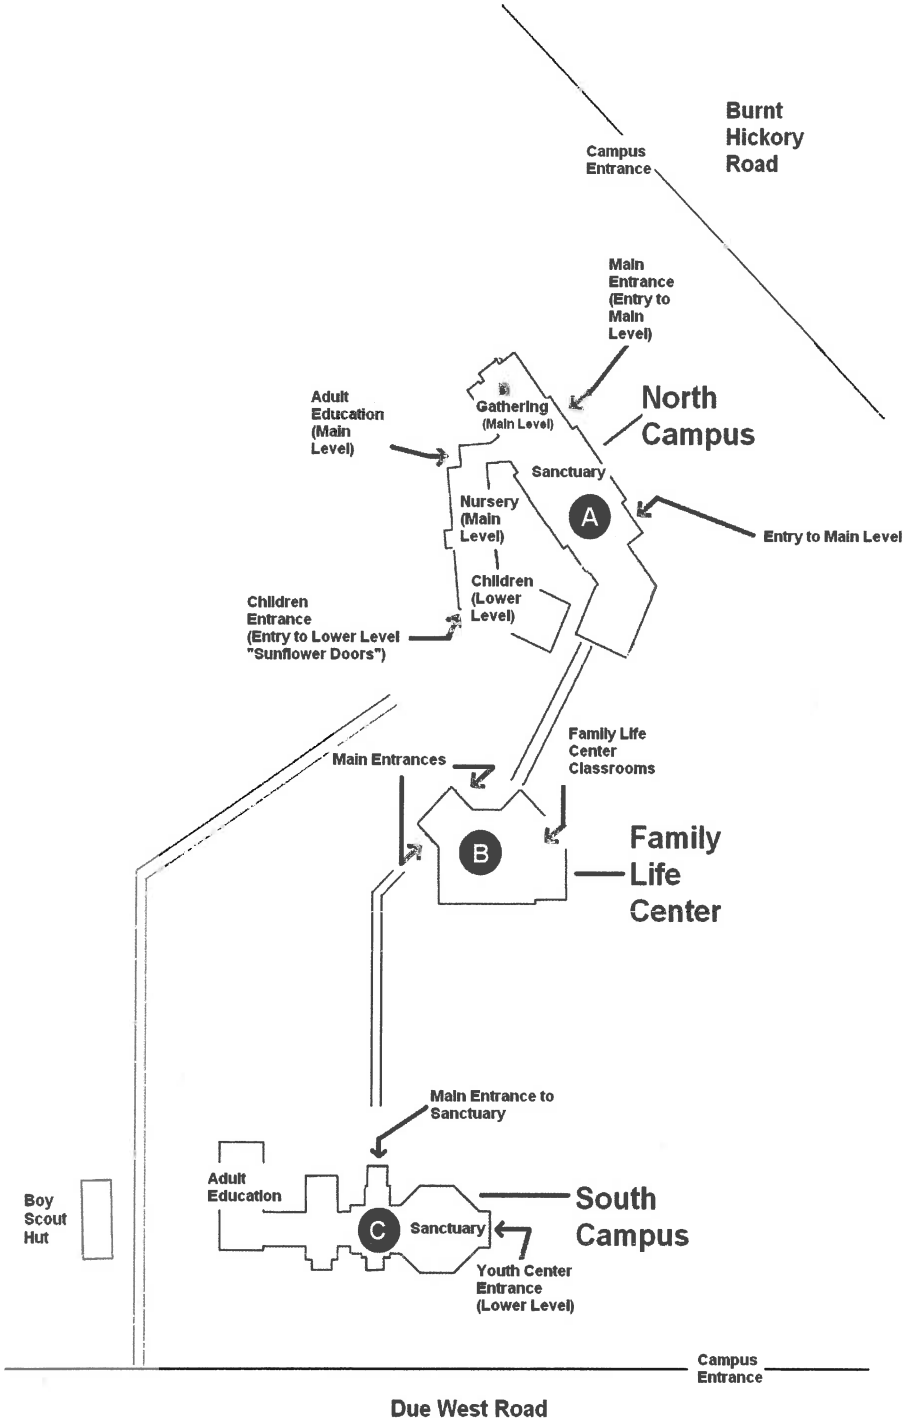 Burnt
Hickory
Road
Campus
Entrance
Main
Entrance
(Entry to
Main
Level)
North
Campus
Adult
Education
(Main
Level)
Gathering
(Main Level)
Sanctuary
A
Nursery
(Main
Level)
Entry to Main Level
Children
(Lower
Level)
Children
Entrance
(Entry to Lower Level
"Sunflower Doors")
Family Life
Center
Classrooms
Main Entrances
B
Family
Life
Center
Main Entrance to
Sanctuary
Adult
Education
Boy
Scout
Hut
C
Sanctuary
South
Campus
Youth Center
Entrance
(Lower Level)
Campus
Entrance
Due West Road